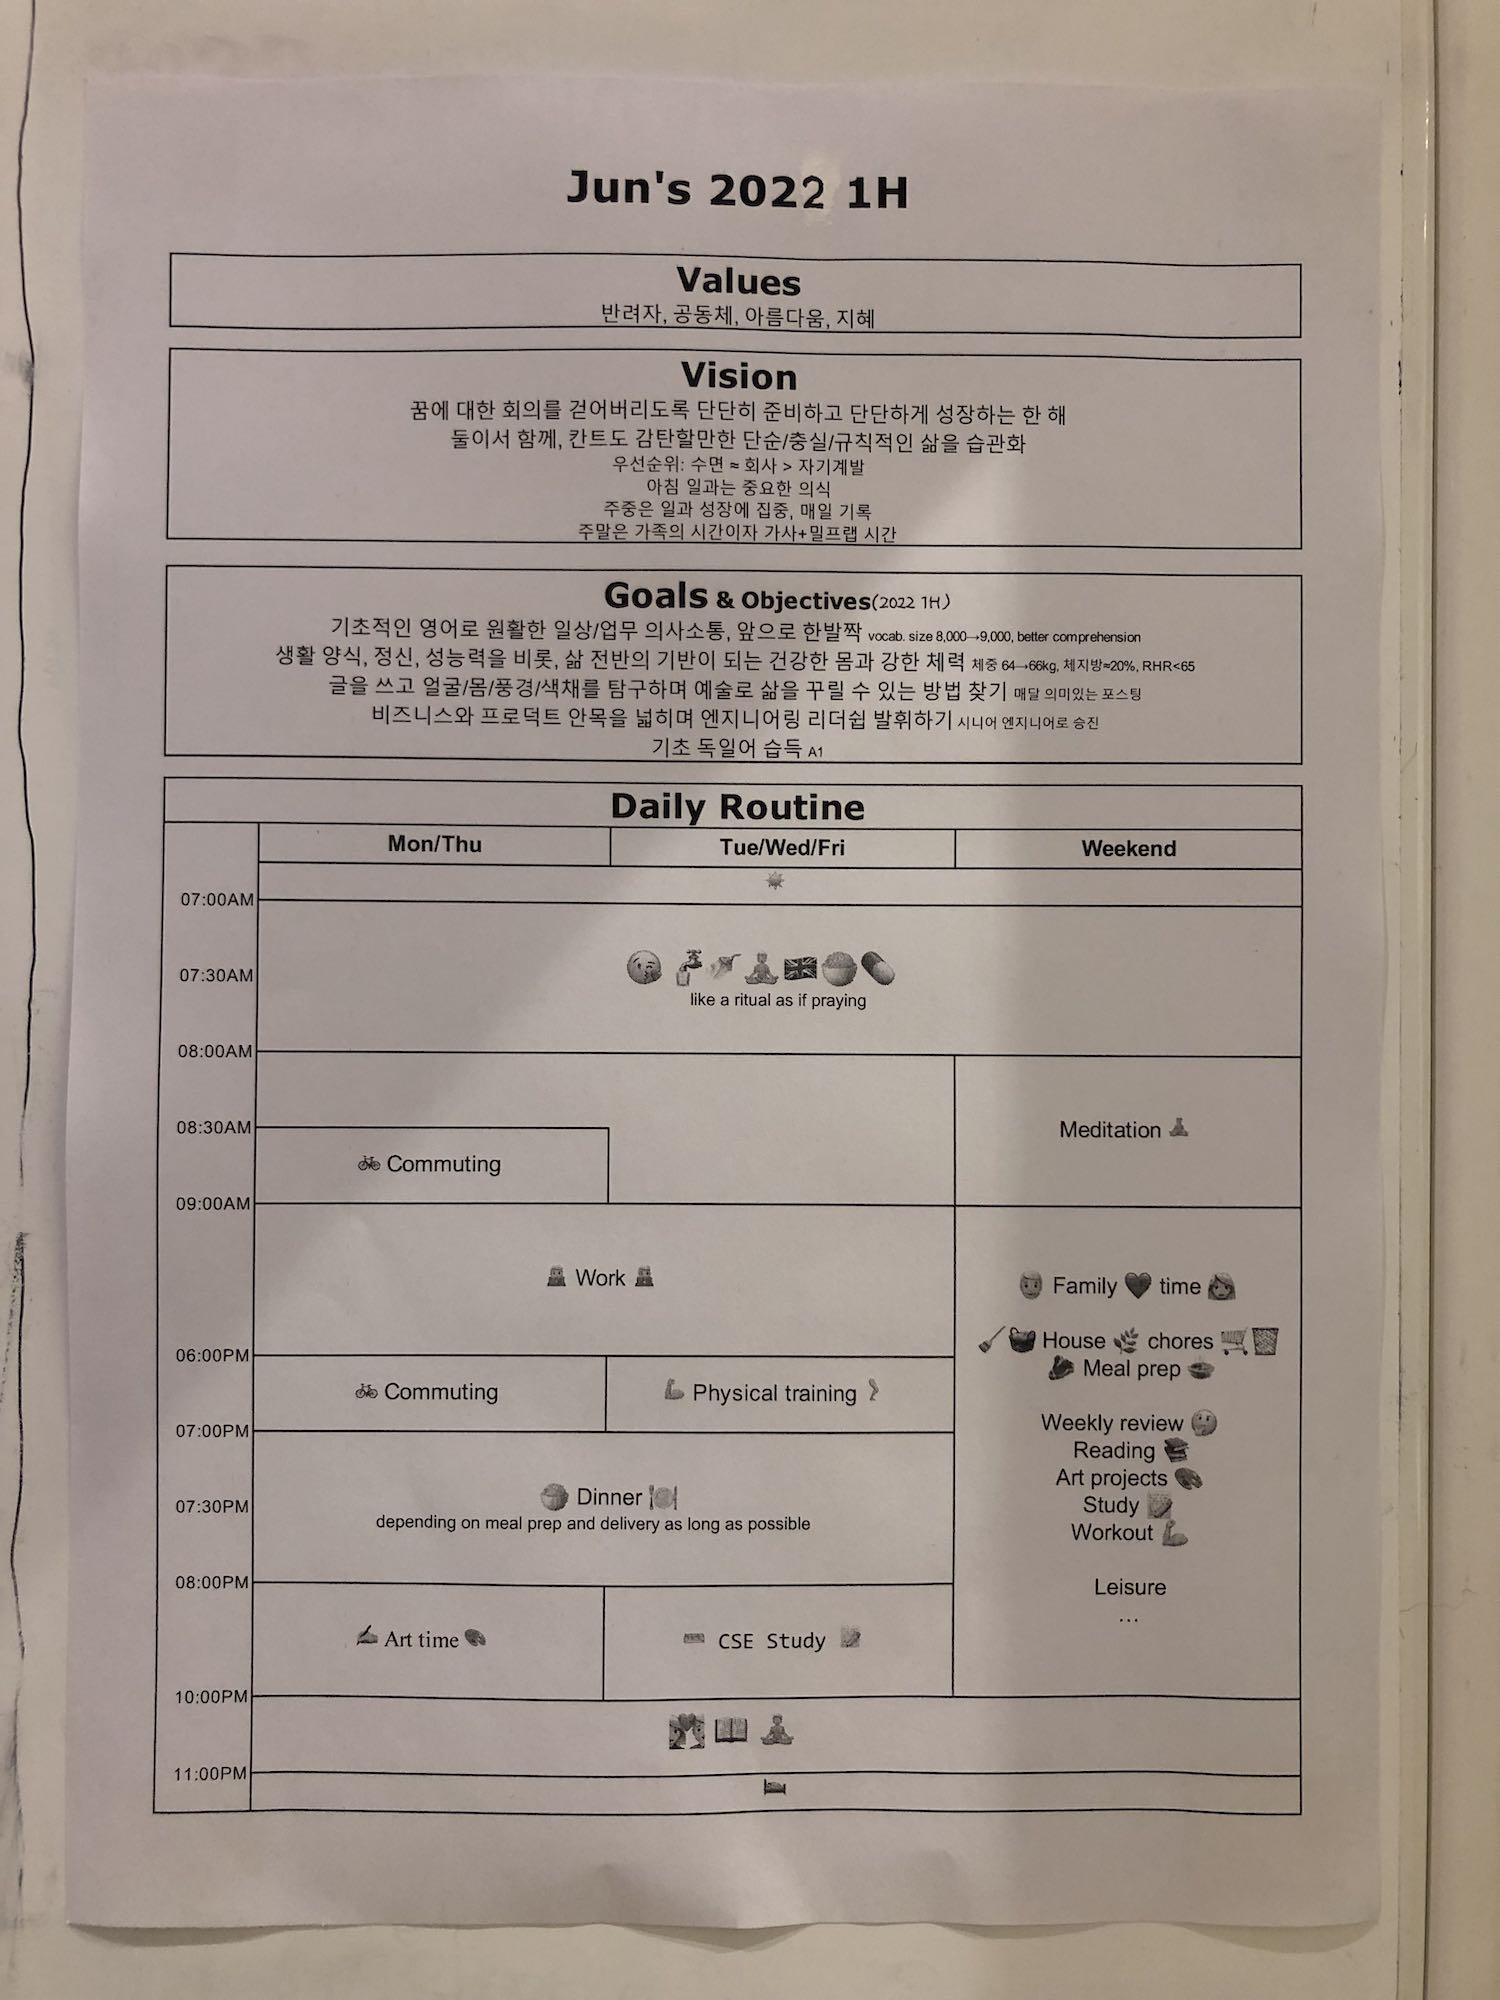 Jun's 2022 1H
Values
반려자, 공동체, 아름다움, 지혜
Vision
꿈에 대한 회의를 걷어버리도록 단단히 준비하고 단단하게 성장하는 한 해
둘이서 함께, 칸트도 감탄할만한 단순/충실/규칙적인 삶을 습관화
우선순위: 수면 ≈ 회사 > 자기계발
아침 일과는 중요한 의식
주중은 일과 성장에 집중, 매일 기록
주말은 가족의 시간이자 가사+밀프랩 시간
Goals & Objectives(2022 1H)
기초적인 영어로 원활한 일상/업무 의사소통, 앞으로 한발짝 vocab. size 8,000→9,000, better comprehension
생활 양식, 정신, 성능력을 비롯, 삶 전반의 기반이 되는 건강한 몸과 강한 체력 체중 64→66kg, 체지방≈20%, RHR<65
글을 쓰고 얼굴/몸/풍경/색채를 탐구하며 예술로 삶을 꾸릴 수 있는 방법 찾기 매달 의미있는 포스팅
비즈니스와 프로덕트 안목을 넓히며 엔지니어링 리더쉽 발휘하기 시니어 엔지니어로 승진
기초 독일어 습득 A1
Daily Routine
Mon/Thu Tue/Wed/Fri Weekend
07:00AM
07:30AM
like a ritual as if praying
08:00AM
08:30AM
Meditation
Commuting
09:00AM
Work
Family time
House chores
06:00PM
Meal prep
Commuting Physical training
Weekly review
07:00PM
Reading
Art projects
Dinner
07:30PM
Study
depending on meal prep and delivery as long as possible
Workout
08:00PM
Leisure
...
Art time CSE Study
10:00PM
11:00PM